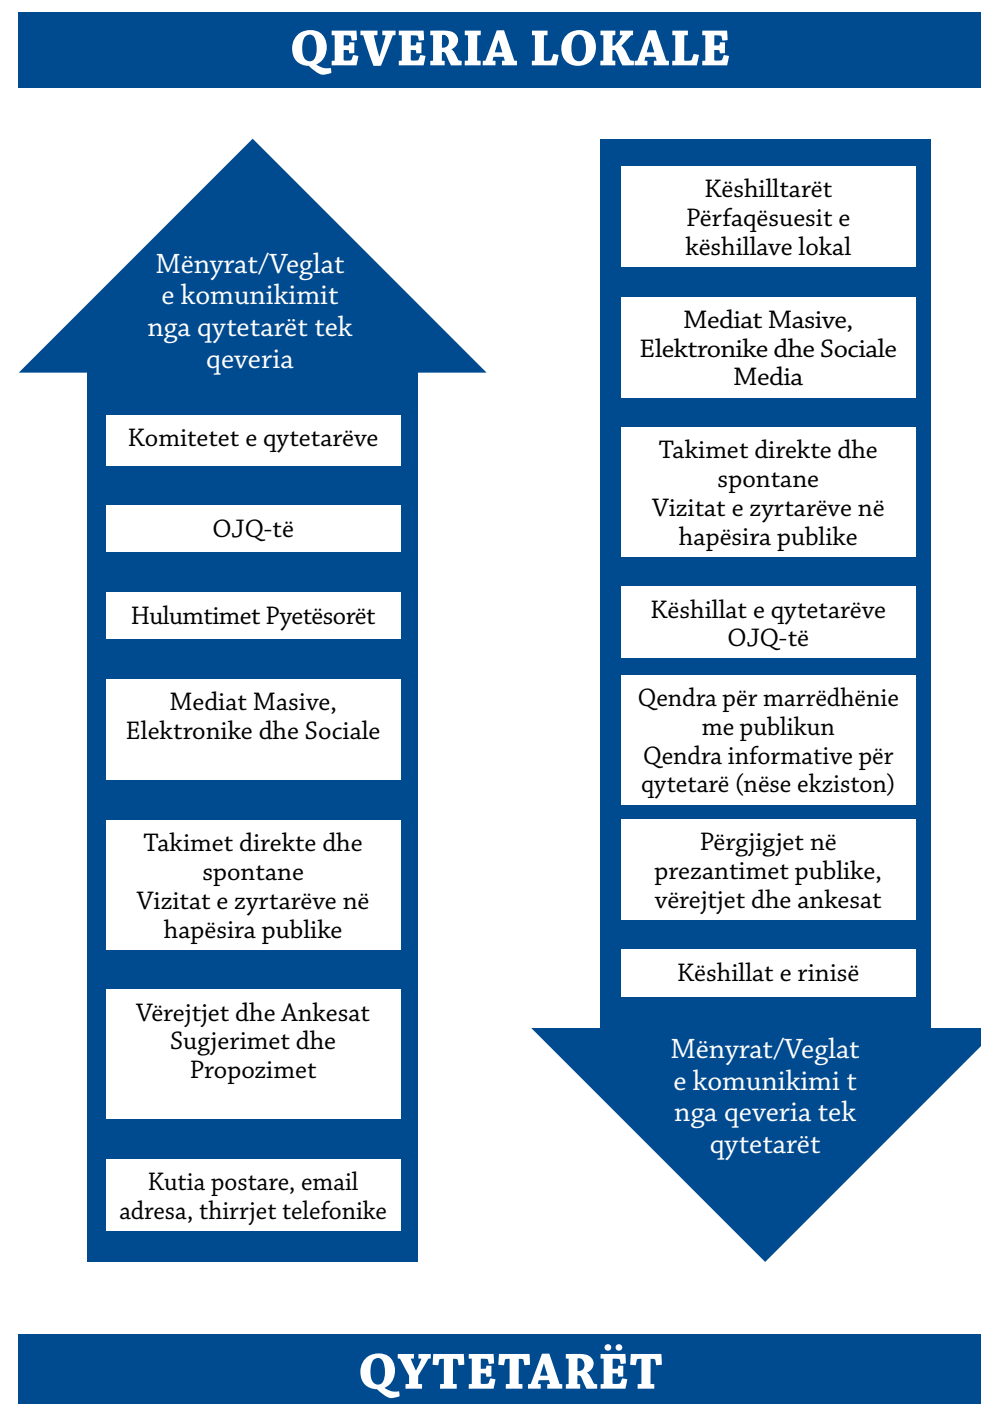 QEVERIA LOKALE
Mënyrat/Veglat
e komunikimit
nga qytetarët tek
qeveria
Komitetet e qytetarëve
OJQ-të
Hulumtimet Pyetësorët
Mediat Masive,
Elektronike dhe Sociale
Takimet direkte dhe
spontane
Vizitat e zyrtarëve në
hapësira publike
Vërejtjet dhe Ankesat
Sugjerimet dhe
Propozimet
Kutia postare, email
adresa, thirrjet telefonike
Këshilltarët
Përfaqësuesit e
këshillave lokal
Mediat Masive,
Elektronike dhe Sociale
Media
Takimet direkte dhe
spontane
Vizitat e zyrtarëve në
hapësira publike
Këshillat e qytetarëve
OJQ-të
Qendra për marrëdhënie
me publikun
Qendra informative për
qytetarë (nëse ekziston)
Përgjigjet në
prezantimet publike,
vërejtjet dhe ankesat
Këshillat e rinisë
Mënyrat/Veglat
e komunikimi t
nga qeveria tek
qytetarët
QYTETARËT